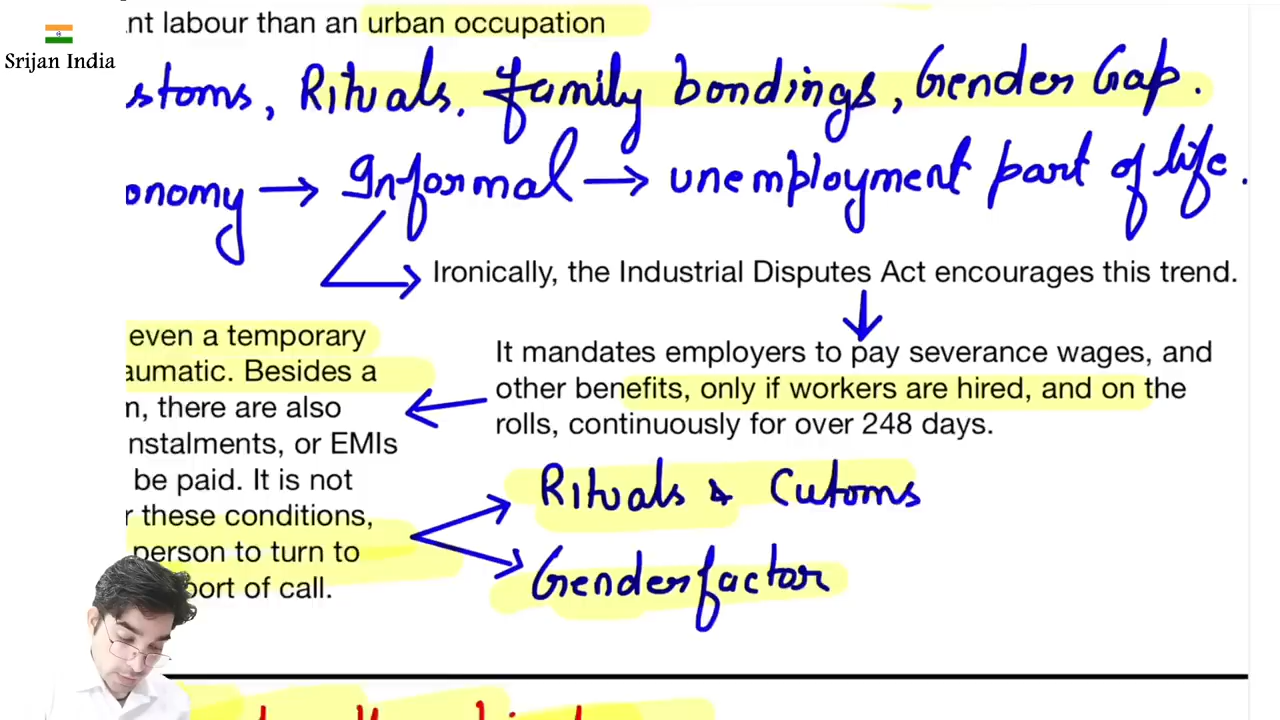 nt labour than an urban occupation
Srijan India
stoms, Rituals, family bondings, Gender Gap.
onomy → Informal → unemployment part of life.
Ironically, the Industrial Disputes Act encourages this trend.
even a temporary
aumatic. Besides a
n, there are also
nstalments, or EMIs
be paid. It is not
r these conditions,
person to turn to
port of call.
It mandates employers to pay severance wages, and
other benefits, only if workers are hired, and on the
rolls, continuously for over 248 days.
Rituals & Cutoms
Gender factor